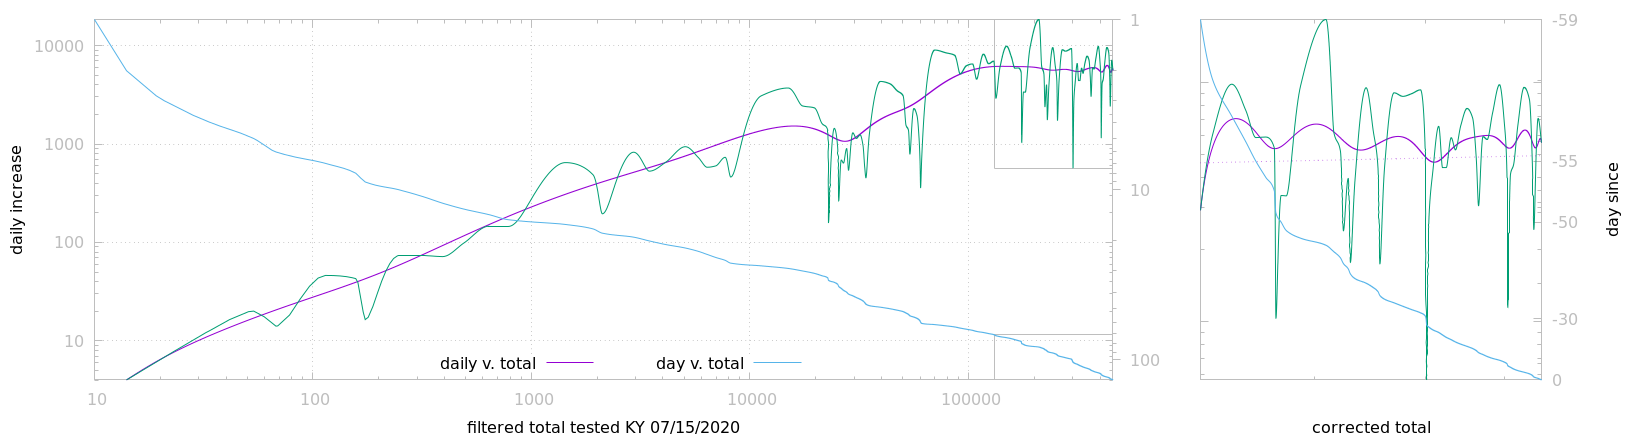 daily increase
10000
1000
100
10
10
100
1000
10000
100000
1
10
100
daily v. total
day v. total
filtered total tested KY 07/15/2020
-59
-55
-50
-30
0
day since
corrected total